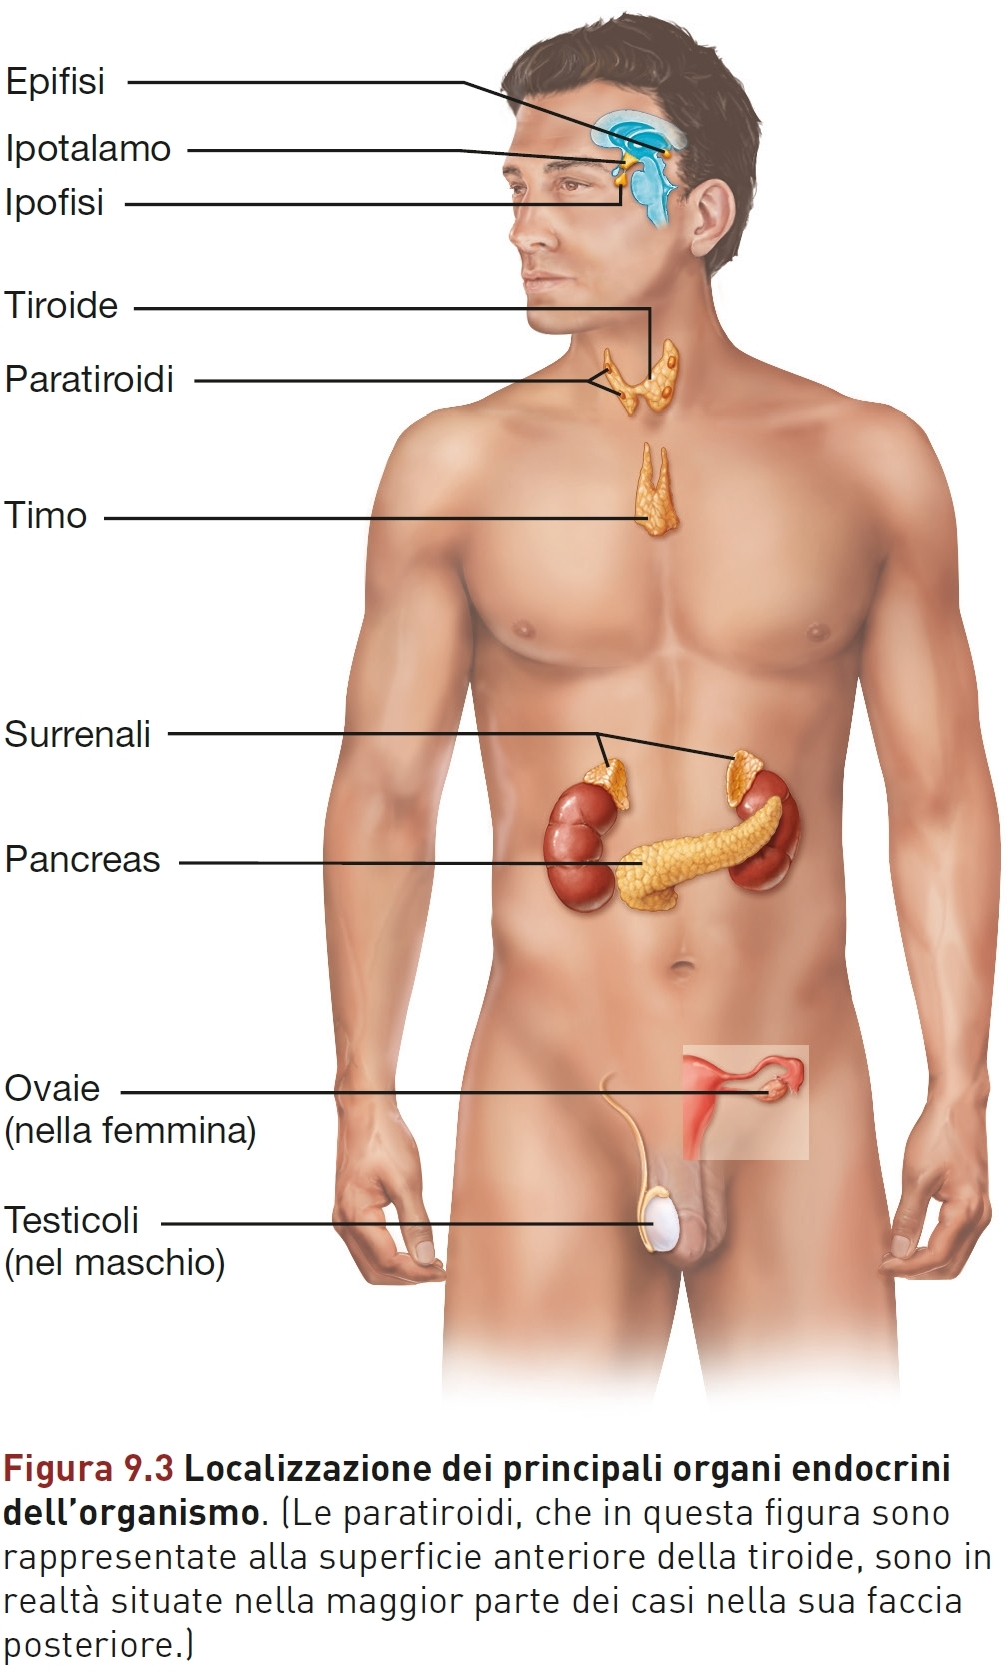 Epifisi
Ipotalamo
Ipofisi
Tiroide
Paratiroidi
Timo
Surrenali
Pancreas
Ovaie
(nella femmina)
Testicoli
(nel maschio)
Figura 9.3 Localizzazione dei principali organi endocrini
dell’organismo. (Le paratiroidi, che in questa figura sono
rappresentate alla superficie anteriore della tiroide, sono in
realtà situate nella maggior parte dei casi nella sua faccia
posteriore.)